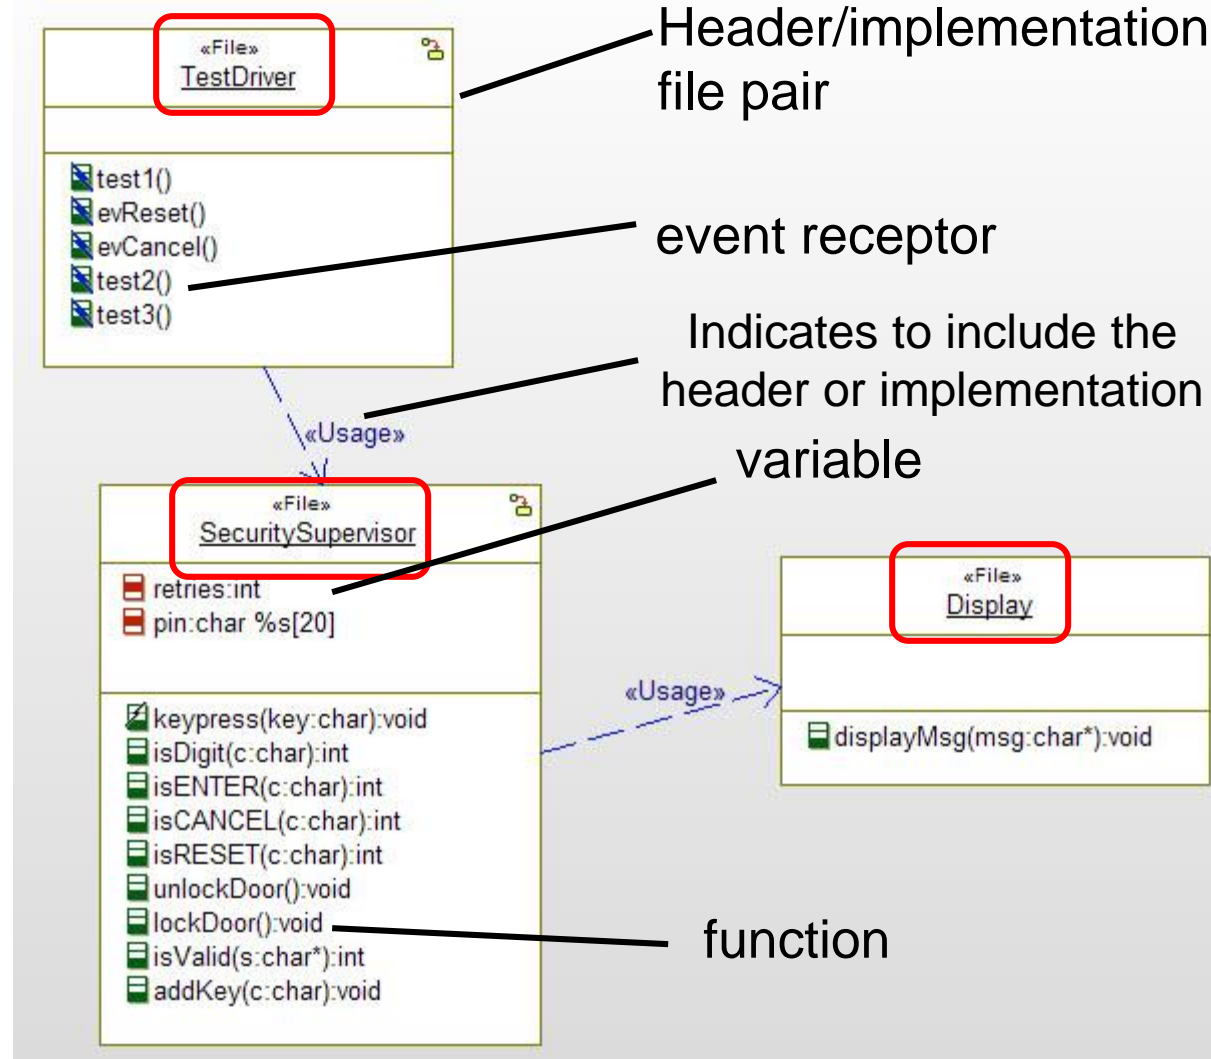 Header/implementation
file pair
«File»
TestDriver
test1()
evReset()
evCancel()
test2()
test3()
event receptor
Indicates to include the
header or implementation
«Usage»
variable
«File»
SecuritySupervisor
retries:int
pin:char %s[20]
keypress(key:char):void
isDigit(c:char):int
isENTER(c:char):int
isCANCEL(c:char):int
isRESET(c:char):int
unlockDoor():void
lockDoor():void
isValid(s:char*):int
addKey(c:char):void
«Usage»
«File»
Display
displayMsg(msg:char*):void
function